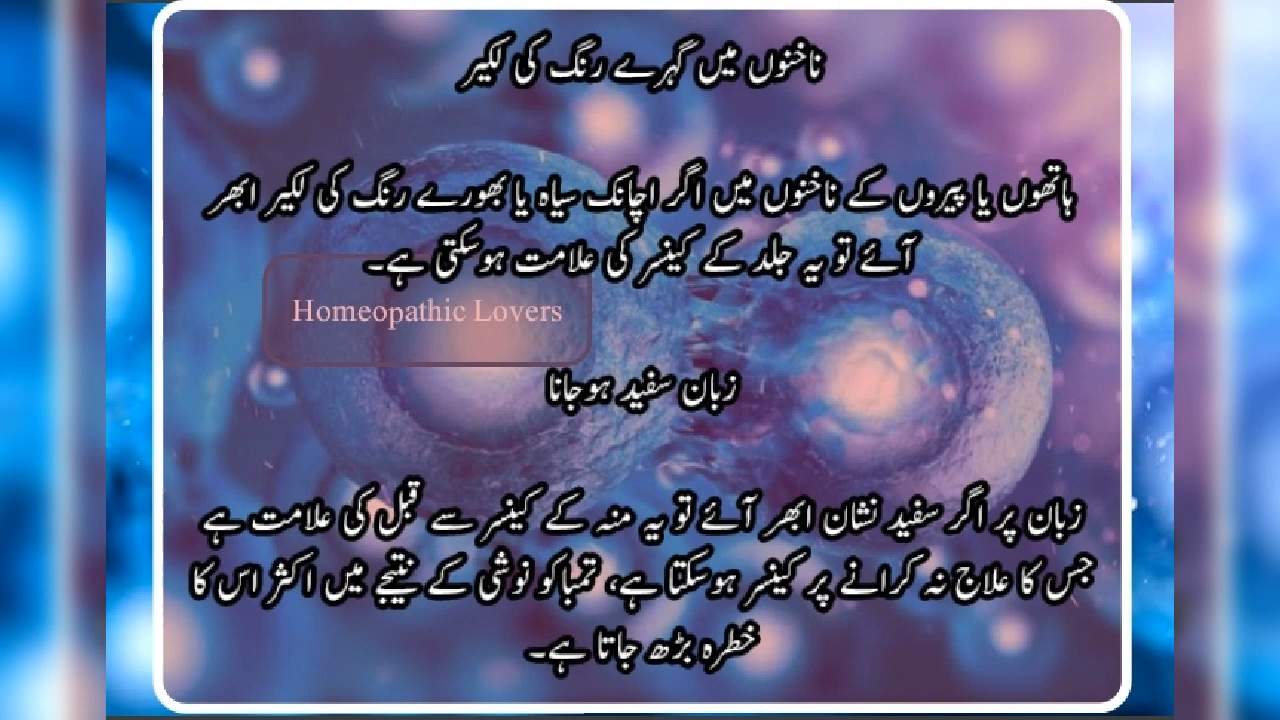 ناخنوں میں گہرے رنگ کی لکیر
ہاتھوں یا پیروں کے ناخنوں میں اگر اچانک سیاہ یا بھورے رنگ کی لکیر ابھر
آئے تو یہ جلد کے کینسر کی علامت ہوسکتی ہے۔
Homeopathic Lovers
زبان سفید ہوجانا
زبان پر اگر سفید نشان ابھر آئے تو یہ منہ کے کینسر سے قبل کی علامت ہے
جس کا علاج نہ کرانے پر کینسر ہوسکتا ہے، تمباکو نوشی کے نتیجے میں اکثر اس کا
خطرہ بڑھ جاتا ہے۔